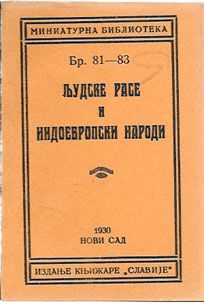 МИНИАТУРНА БИБЛИОТЕКА
Бр. 81—83
ЉУДСКЕ РАСЕ
И
ИНДОЕВРОПСКИ НАРОДИ
1930
НОВИ САД
ИЗДАЊЕ КЊИЖАРЕ „СЛАВИЈЕ"